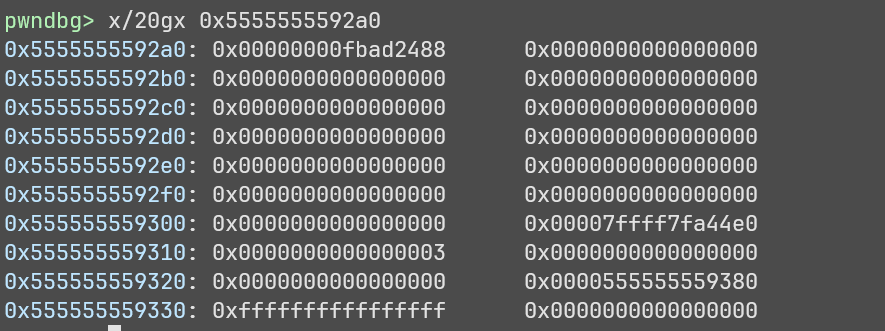 pwndbg> x/20gx 0x5555555592a0
0x5555555592a0: 0x00000000fbad2488 0x0000000000000000
0x5555555592b0: 0x0000000000000000 0x0000000000000000
0x5555555592c0: 0x0000000000000000 0x0000000000000000
0x5555555592d0: 0x0000000000000000 0x0000000000000000
0x5555555592e0: 0x0000000000000000 0x0000000000000000
0x5555555592f0: 0x0000000000000000 0x0000000000000000
0x555555559300: 0x0000000000000000 0x00007ffff7fa44e0
0x555555559310: 0x0000000000000003 0x0000000000000000
0x555555559320: 0x0000000000000000 0x0000555555559380
0x555555559330: 0xffffffffffffffff 0x0000000000000000